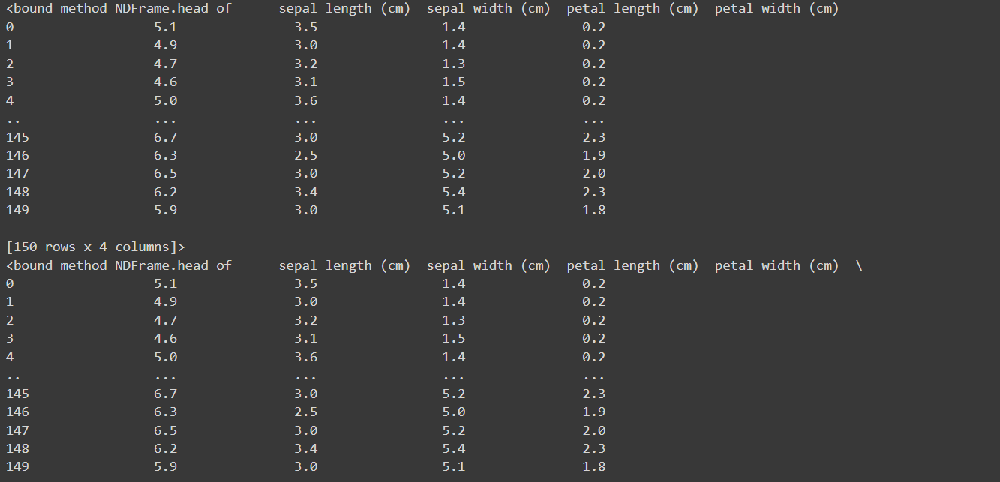 <bound method NDFrame.head of      sepal length (cm)  sepal width (cm)  petal length (cm)  petal width (cm)
0                  5.1               3.5                1.4               0.2
1                  4.9               3.0                1.4               0.2
2                  4.7               3.2                1.3               0.2
3                  4.6               3.1                1.5               0.2
4                  5.0               3.6                1.4               0.2
..                 ...               ...                ...               ...
145                6.7               3.0                5.2               2.3
146                6.3               2.5                5.0               1.9
147                6.5               3.0                5.2               2.0
148                6.2               3.4                5.4               2.3
149                5.9               3.0                5.1               1.8
[150 rows x 4 columns]>
<bound method NDFrame.head of      sepal length (cm)  sepal width (cm)  petal length (cm)  petal width (cm)  \
0                  5.1               3.5                1.4               0.2
1                  4.9               3.0                1.4               0.2
2                  4.7               3.2                1.3               0.2
3                  4.6               3.1                1.5               0.2
4                  5.0               3.6                1.4               0.2
..                 ...               ...                ...               ...
145                6.7               3.0                5.2               2.3
146                6.3               2.5                5.0               1.9
147                6.5               3.0                5.2               2.0
148                6.2               3.4                5.4               2.3
149                5.9               3.0                5.1               1.8